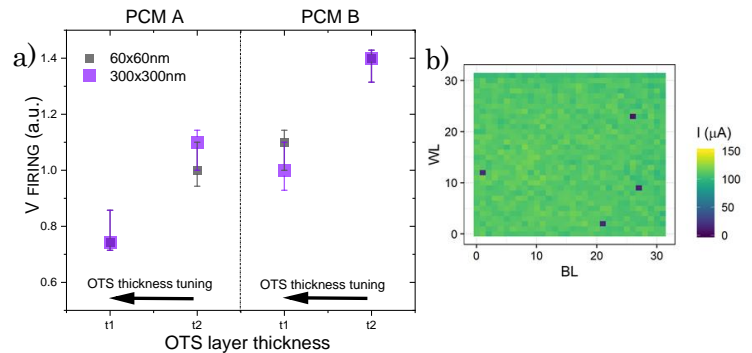 PCM A PCM B
a)
60x60nm
300x300nm
V FIRING (a.u.)
1.4
1.2
1.0
0.8
0.6
OTS thickness tuning OTS thickness tuning
t1 t2 t1 t2
OTS layer thickness
b)
30
20
10
0
WL
0 10 20 30
BL
I (μA)
150
100
50
0